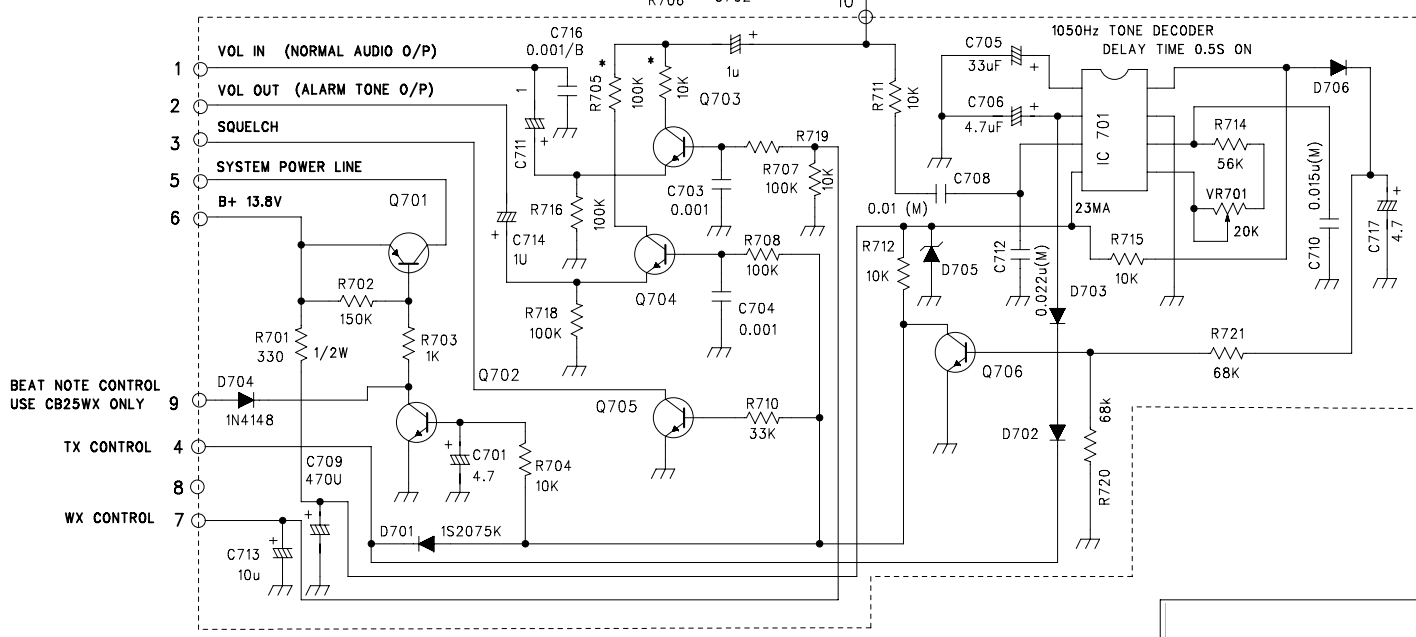 10
1050Hz TONE DECODER
DELAY TIME 0.5S ON
C716
0.001/B
1 VOL IN (NORMAL AUDIO O/P)
2 VOL OUT (ALARM TONE O/P)
3 SQUELCH
5 SYSTEM POWER LINE
6 B+ 13.8V
* R705 100K
* 10K
+ 1u
Q703
R711 10K
C705
33uF +
C706 +
4.7uF
IC 701
D706
R714
56K
VR701
20K
0.015u(M)
C710
C717 + 4.7
C711 1 +
R716 100K
C714 + 1U
C703
0.001
R707
100K
R719
10K
C708
0.01 (M)
23MA
Q701
R708
100K
R712
10K
D705
C712 0.022u(M)
R715
10K
Q704
R718
100K
C704
0.001
D703
R702
150K
R701
330 1/2W
R703
1K
Q706
R721
68K
BEAT NOTE CONTROL
USE CB25WX ONLY 9
D704
1N4148
Q702
Q705
R710
33K
D702
68k
R720
TX CONTROL 4
C709
470U +
+ C701
4.7
R704
10K
8
WX CONTROL 7
D701 1S2075K
C713 +
10u